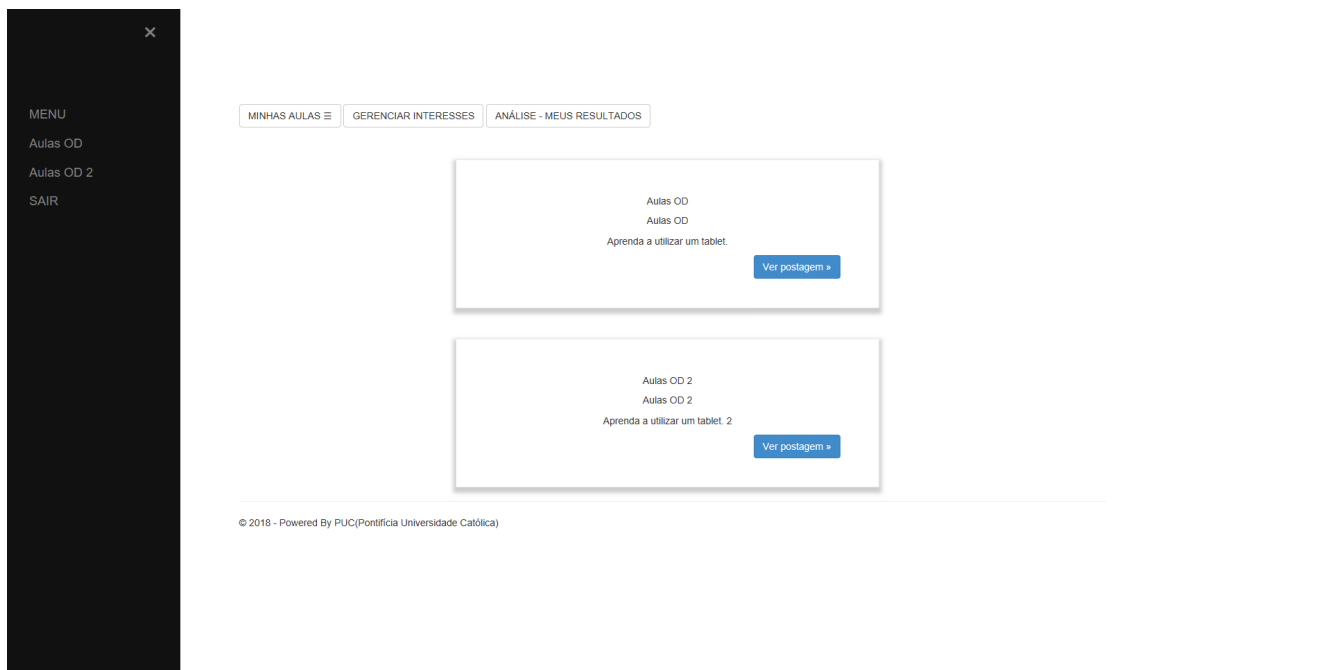 ×
MENU
Aulas OD
Aulas OD 2
SAIR
MINHAS AULAS ☰ GERENCIAR INTERESSES ANÁLISE - MEUS RESULTADOS
Aulas OD
Aulas OD
Aprenda a utilizar um tablet.
Ver postagem »
Aulas OD 2
Aulas OD 2
Aprenda a utilizar um tablet. 2
Ver postagem »
© 2018 - Powered By PUC(Pontifícia Universidade Católica)